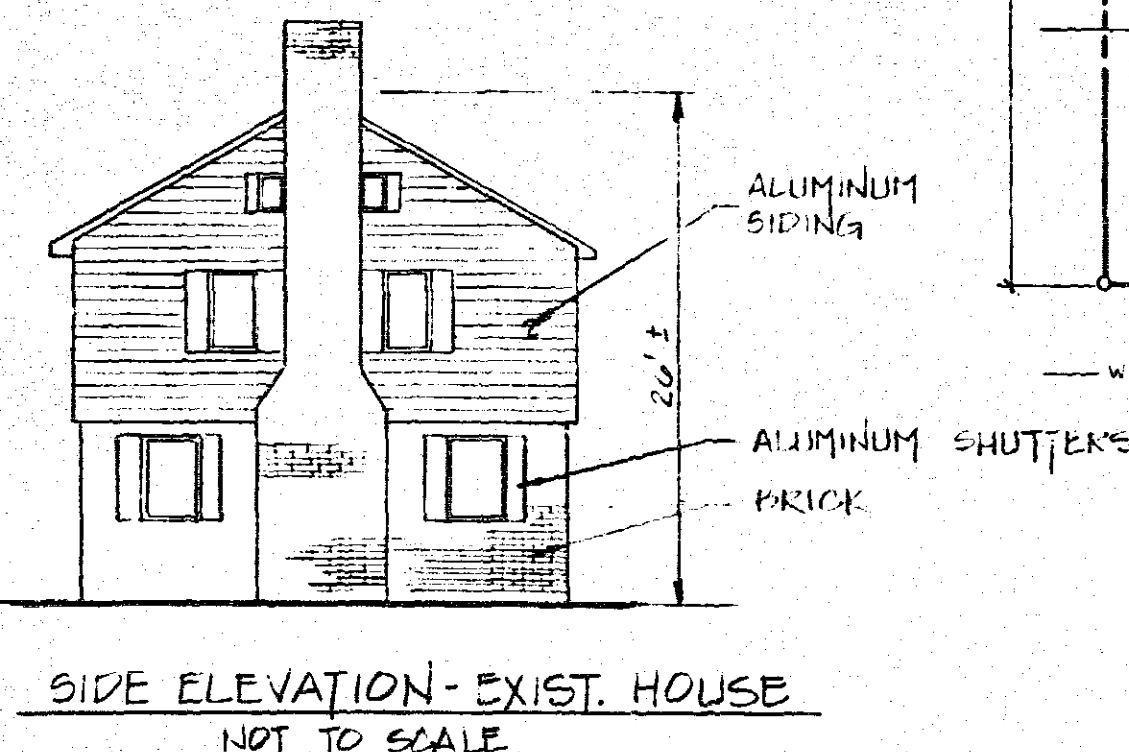 ALUMINUM
SIDING
26' ±
ALUMINUM SHUTTERS
BRICK
W
SIDE ELEVATION - EXIST. HOUSE
NOT TO SCALE